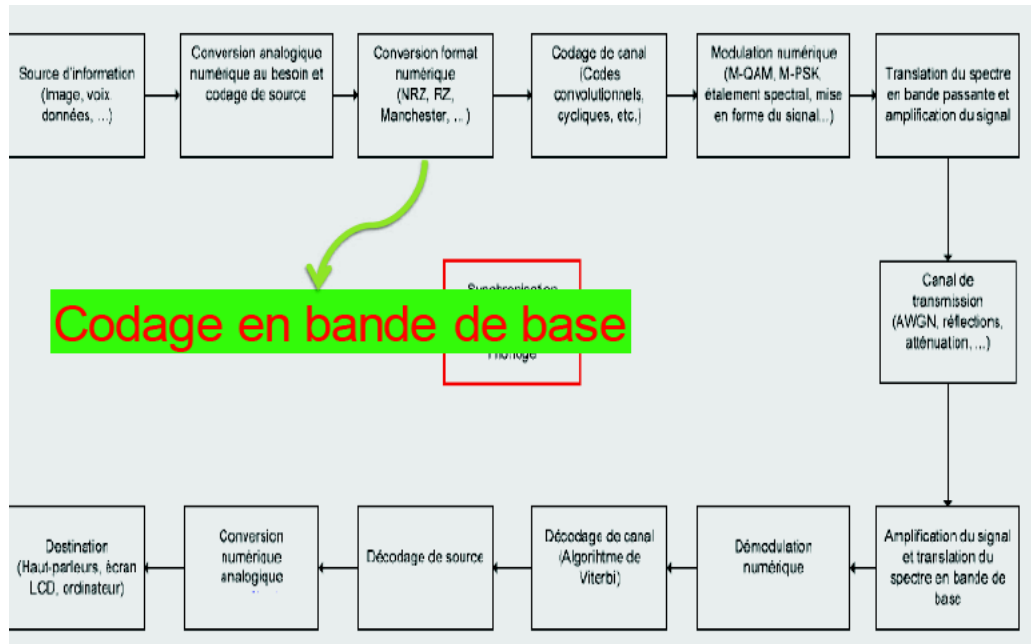 Source d'information
(Image, voix
données, ...)
Conversion analogique
numérique au besoin et
codage de source
Conversion format
numérique
(NRZ, RZ,
Manchester, ...)
Codage de canal
(Codes
convolutionnels,
cycliques, etc.)
Modulation numérique
(M-QAM, M-PSK,
étalement spectral, mise
en forme du signal...)
Translation du spectre
en bande passante et
amplification du signal
Codage en bande de base
Canal de
transmission
(AWGN, réflections,
atténuation, ...)
Destination
(Haut-parleurs, écran
LCD, ordinateur)
Conversion
numérique
analogique
Décodage de source
Décodage de canal
(Algorihtme de
Viterbi)
Démodulation
numérique
Amplification du signal
et translation du
spectre en bande de
base